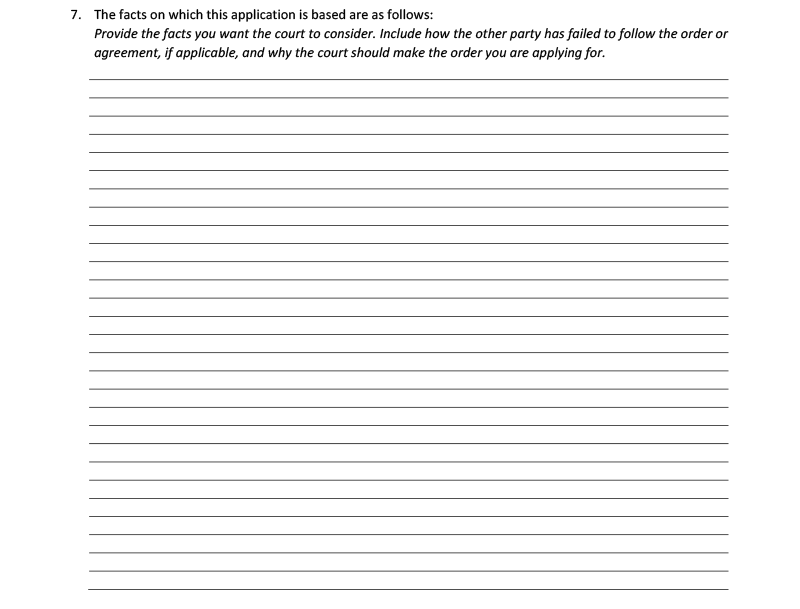 7. The facts on which this application is based are as follows:
Provide the facts you want the court to consider. Include how the other party has failed to follow the order or
agreement, if applicable, and why the court should make the order you are applying for.